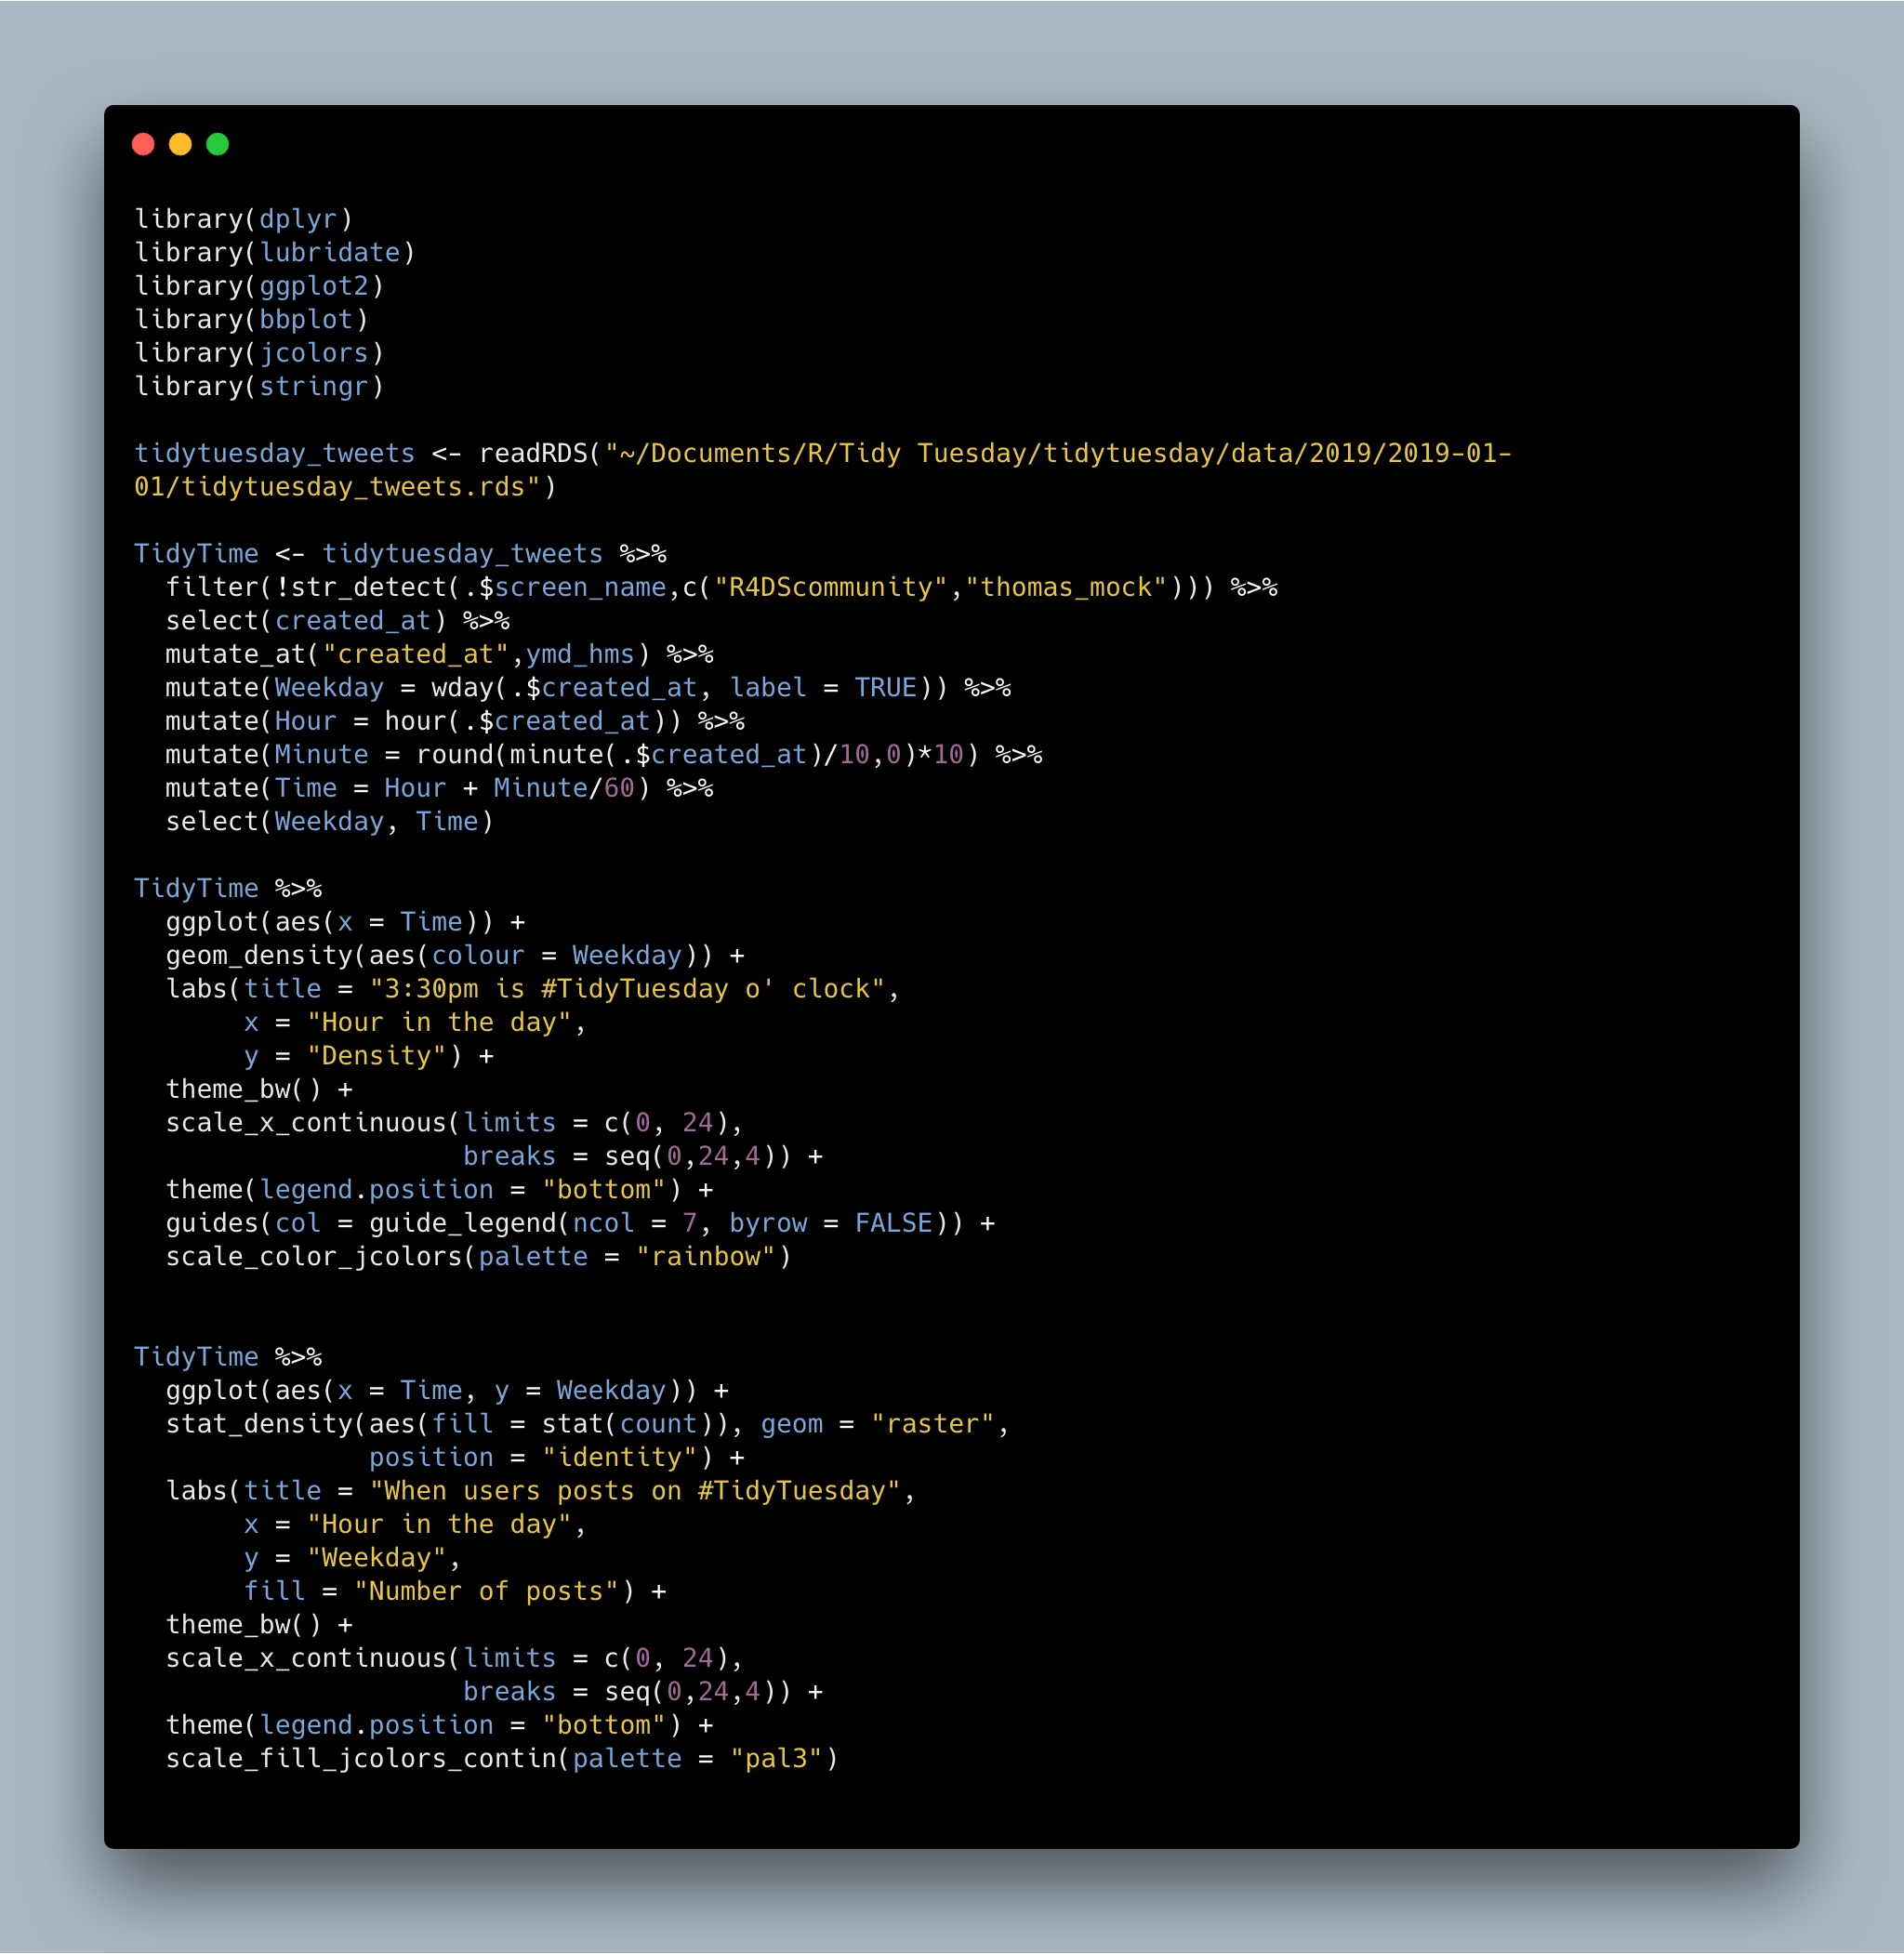 library(dplyr)
library(lubridate)
library(ggplot2)
library(bbplot)
library(jcolors)
library(stringr)

tidytuesday_tweets <- readRDS("~/Documents/R/Tidy Tuesday/tidytuesday/data/2019/2019-01-
01/tidytuesday_tweets.rds")

TidyTime <- tidytuesday_tweets %>%
  filter(!str_detect(.$screen_name,c("R4DScommunity","thomas_mock"))) %>%
  select(created_at) %>%
  mutate_at("created_at",ymd_hms) %>%
  mutate(Weekday = wday(.$created_at, label = TRUE)) %>%
  mutate(Hour = hour(.$created_at)) %>%
  mutate(Minute = round(minute(.$created_at)/10,0)*10) %>%
  mutate(Time = Hour + Minute/60) %>%
  select(Weekday, Time)

TidyTime %>%
  ggplot(aes(x = Time)) +
  geom_density(aes(colour = Weekday)) +
  labs(title = "3:30pm is #TidyTuesday o' clock",
       x = "Hour in the day",
       y = "Density") +
  theme_bw() +
  scale_x_continuous(limits = c(0, 24),
                     breaks = seq(0,24,4)) +
  theme(legend.position = "bottom") +
  guides(col = guide_legend(ncol = 7, byrow = FALSE)) +
  scale_color_jcolors(palette = "rainbow")


TidyTime %>%
  ggplot(aes(x = Time, y = Weekday)) +
  stat_density(aes(fill = stat(count)), geom = "raster",
               position = "identity") +
  labs(title = "When users posts on #TidyTuesday",
       x = "Hour in the day",
       y = "Weekday",
       fill = "Number of posts") +
  theme_bw() +
  scale_x_continuous(limits = c(0, 24),
                     breaks = seq(0,24,4)) +
  theme(legend.position = "bottom") +
  scale_fill_jcolors_contin(palette = "pal3")